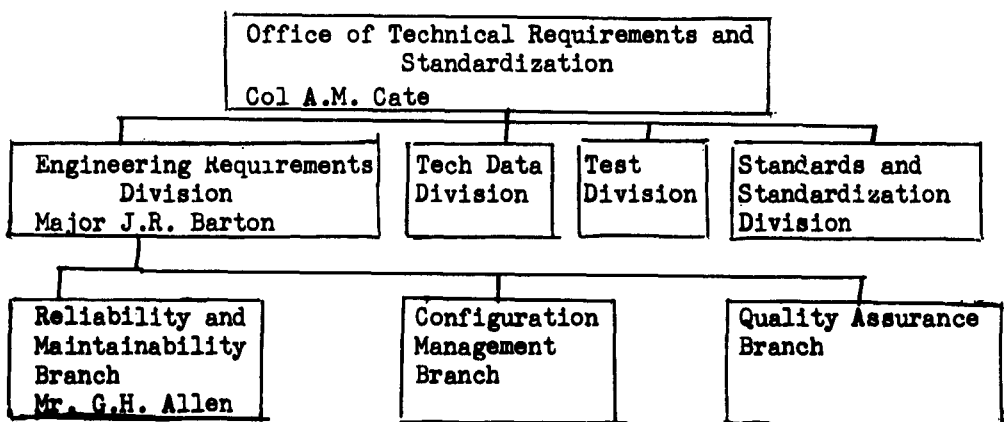 Office of Technical Requirements and
Standardization
Col A.M. Cate
Engineering Requirements
Division
Major J.R. Barton
Tech Data
Division
Test
Division
Standards and
Standardization
Division
Reliability and
Maintainability
Branch
Mr. G.H. Allen
Configuration
Management
Branch
Quality Assurance
Branch